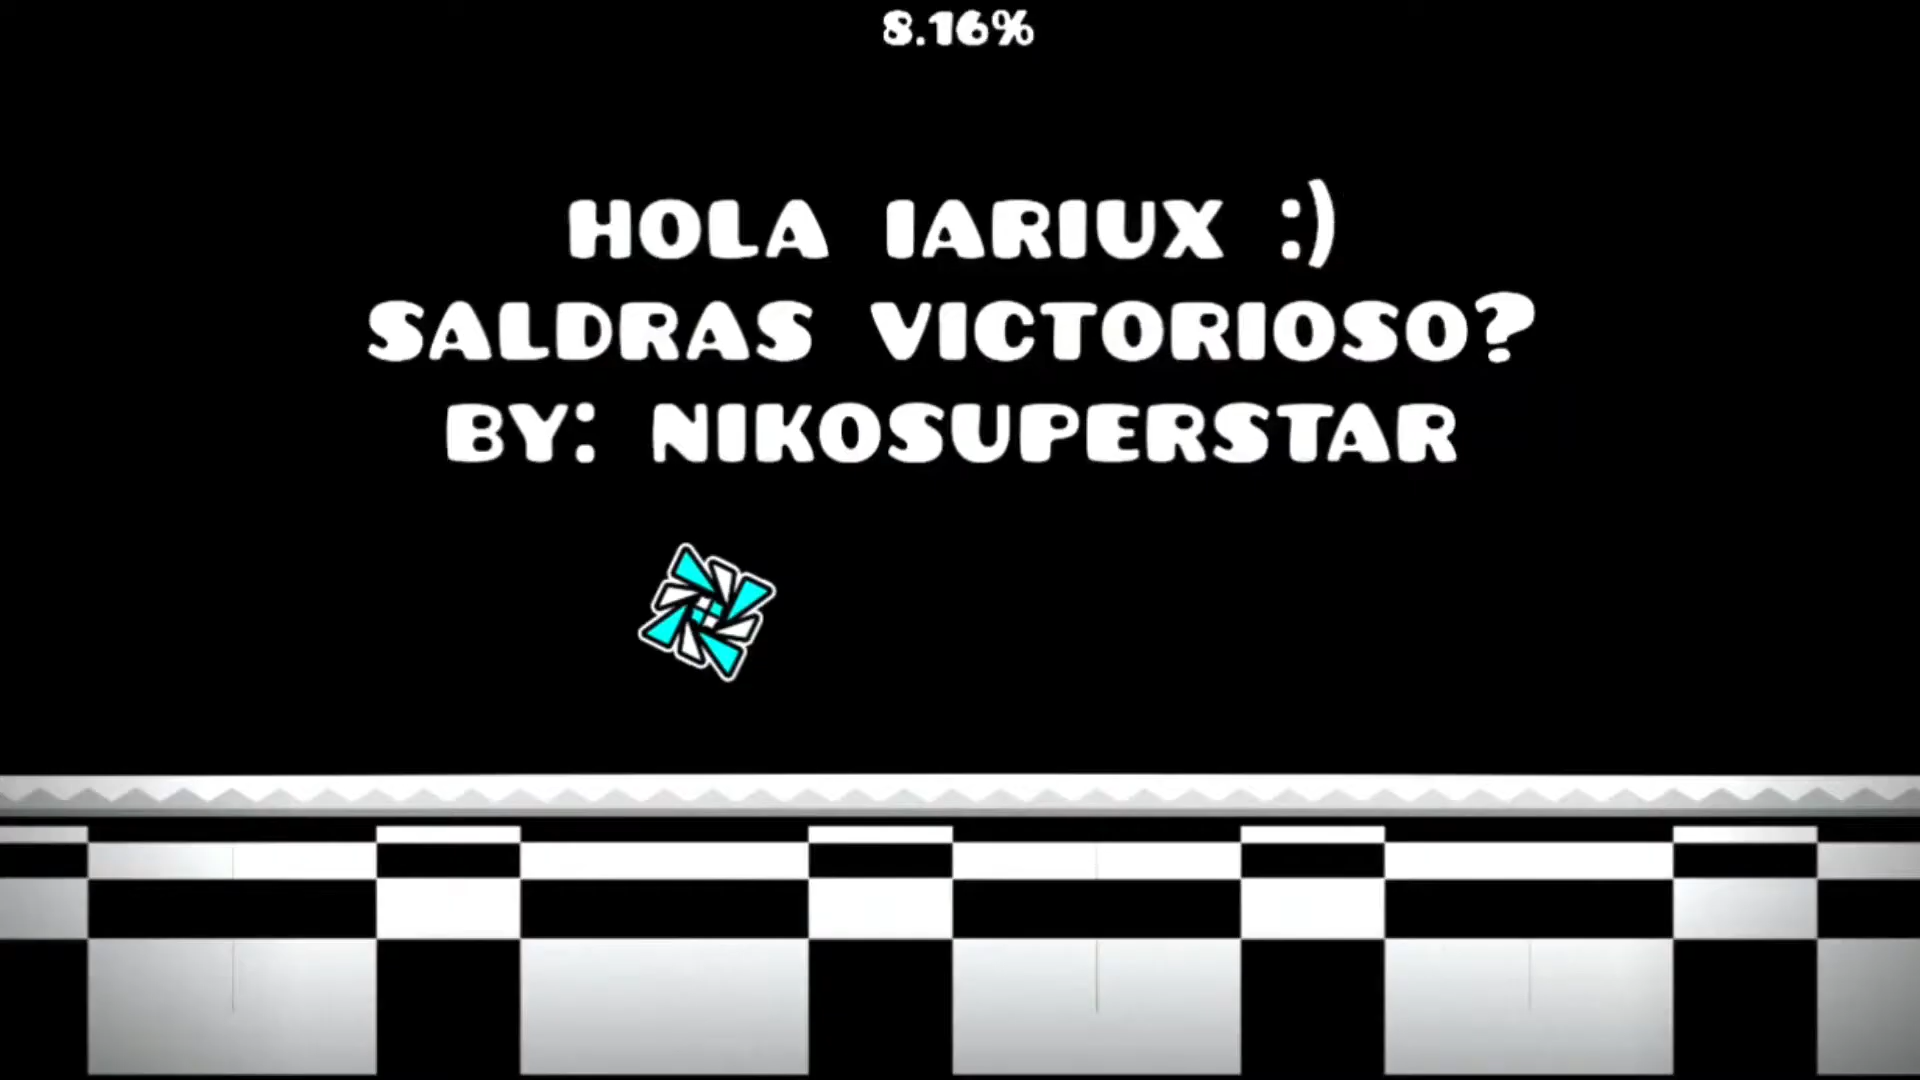 8.16%
HOLA IARIUX :)
SALDRAS VICTORIOSO?
BY: NIKOSUPERSTAR